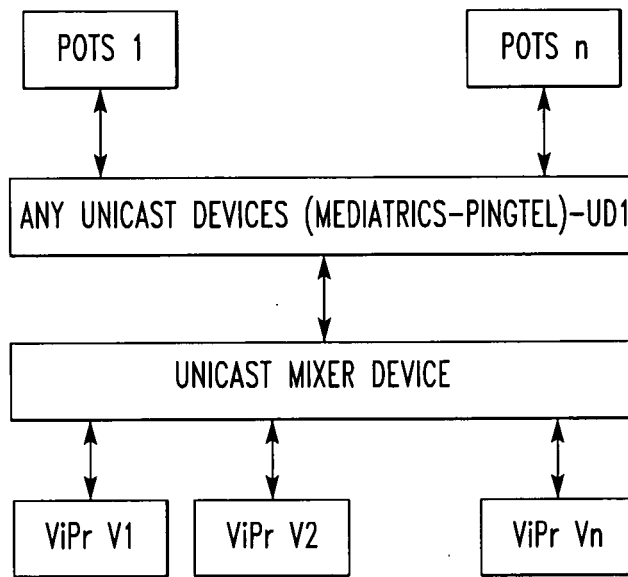 POTS 1
POTS n
ANY UNICAST DEVICES (MEDIATRICS-PINGTEL)-UD1
UNICAST MIXER DEVICE
ViPr V1
ViPr V2
ViPr Vn